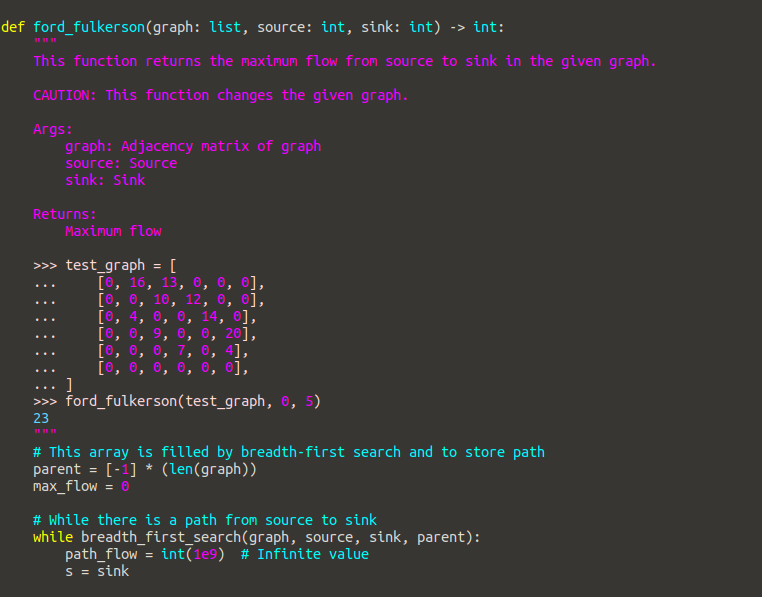 def ford_fulkerson(graph: list, source: int, sink: int) -> int:
    """
    This function returns the maximum flow from source to sink in the given graph.

    CAUTION: This function changes the given graph.

    Args:
        graph: Adjacency matrix of graph
        source: Source
        sink: Sink

    Returns:
        Maximum flow

    >>> test_graph = [
    ...     [0, 16, 13, 0, 0, 0],
    ...     [0, 0, 10, 12, 0, 0],
    ...     [0, 4, 0, 0, 14, 0],
    ...     [0, 0, 9, 0, 0, 20],
    ...     [0, 0, 0, 7, 0, 4],
    ...     [0, 0, 0, 0, 0, 0],
    ... ]
    >>> ford_fulkerson(test_graph, 0, 5)
    23
    """
    # This array is filled by breadth-first search and to store path
    parent = [-1] * (len(graph))
    max_flow = 0

    # While there is a path from source to sink
    while breadth_first_search(graph, source, sink, parent):
        path_flow = int(1e9)  # Infinite value
        s = sink